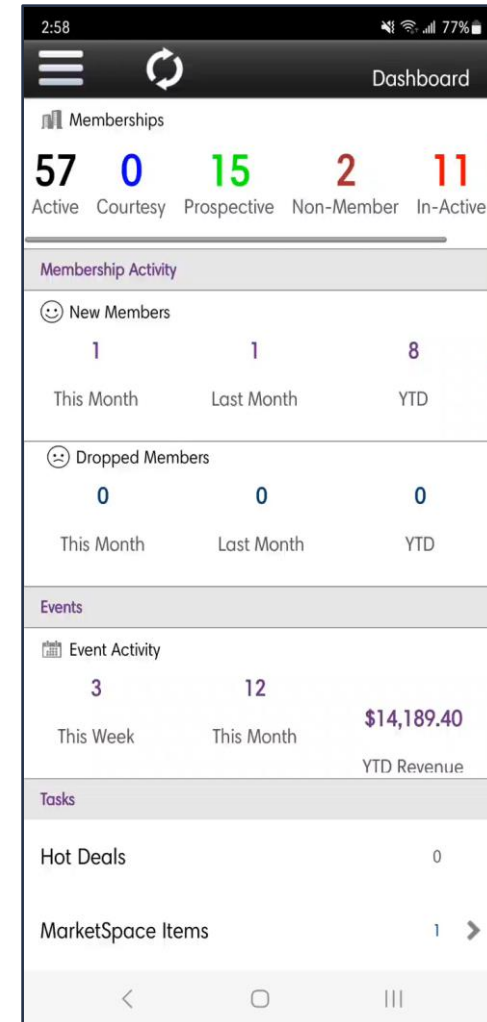 2:58 77%
Dashboard
Memberships
57 0 15 2 11
Active Courtesy Prospective Non-Member In-Active
Membership Activity
New Members
1 1 8
This Month Last Month YTD
Dropped Members
0 0 0
This Month Last Month YTD
Events
Event Activity
3 12 $14,189.40
This Week This Month YTD Revenue
Tasks
Hot Deals 0
MarketSpace Items 1